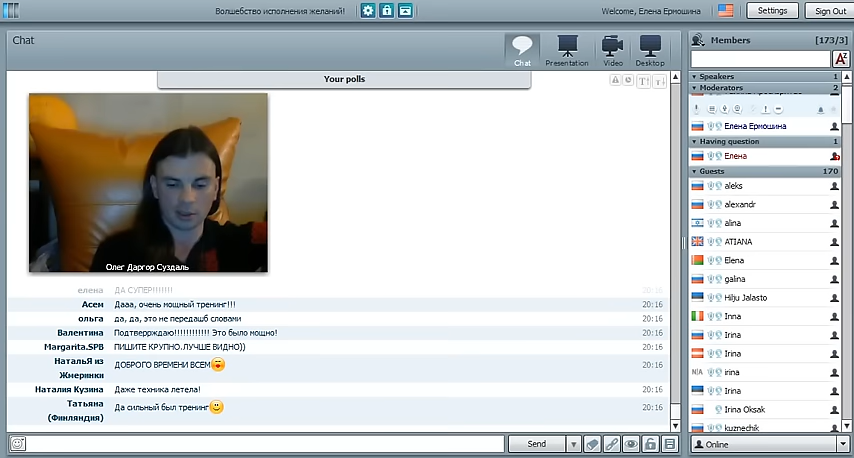 Волшебство исполнения желаний!
Welcome, Елена Ермошина
Settings
Sign Out
Chat
Chat
Presentation
Video
Desktop
Your polls
Олег Даргор Суздаль
елена ДА СУПЕР!!!!!!! 20:16
Асем Дааа, очень мощный тренинг!!! 20:16
ольга да, да, это не передашб словами 20:16
Валентина Подтверрждаю!!!!!!!!!!!! Это было мощно! 20:16
Margarita.SPB ПИШИТЕ КРУПНО.ЛУЧШЕ ВИДНО)) 20:16
НатальЯ из Жмеринки ДОБРОГО ВРЕМЕНИ ВСЕМ 20:16
Наталия Кузина Даже техника летела! 20:16
Татьяна (Финляндия) Да сильный был тренинг 20:16
Send
Members [173/3]
Speakers 1
Moderators 2
Елена Ермошина
Having question 1
Елена
Guests 170
aleks
alexandr
alina
ATIANA
Elena
galina
Hilju Jalasto
Inna
Irina
Irina
N/A irina
Irina
Irina Oksak
kuznechik
Online